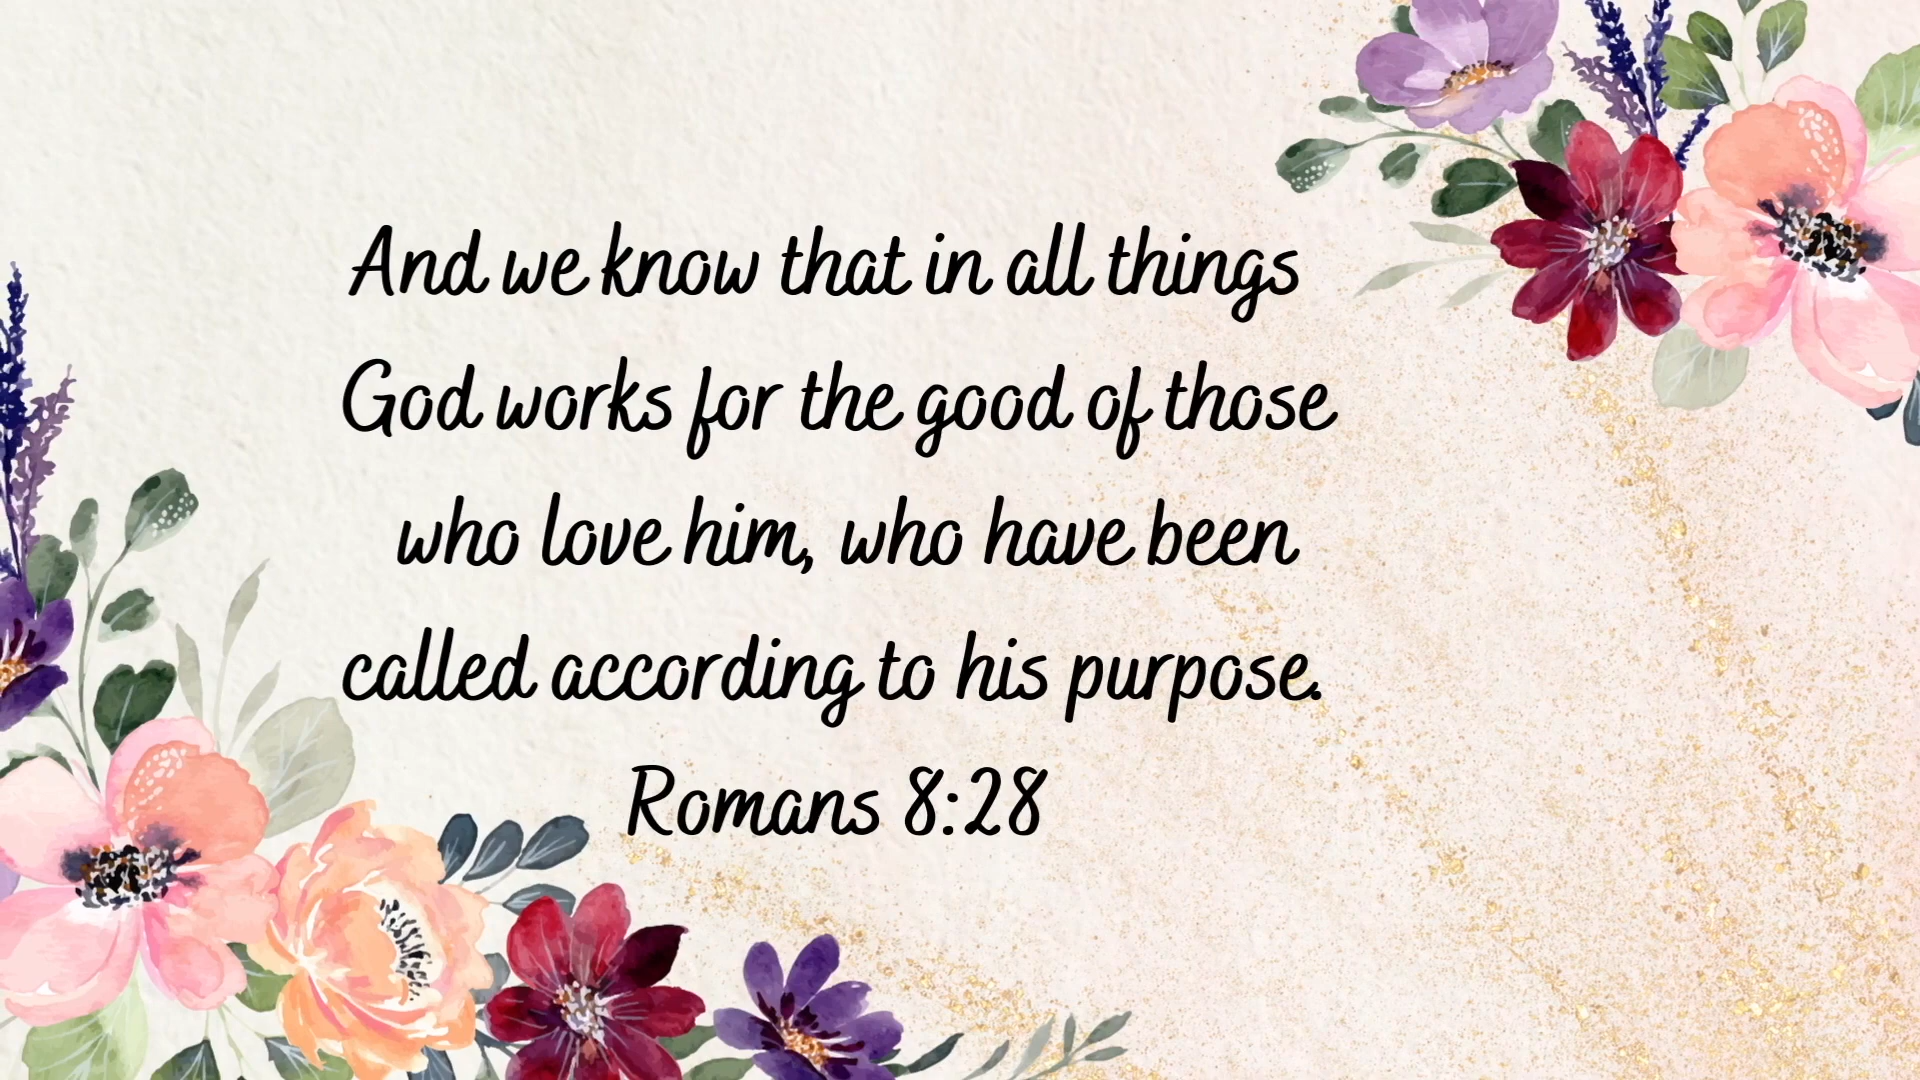 And we know that in all things
God works for the good of those
who love him, who have been
called according to his purpose.
Romans 8:28